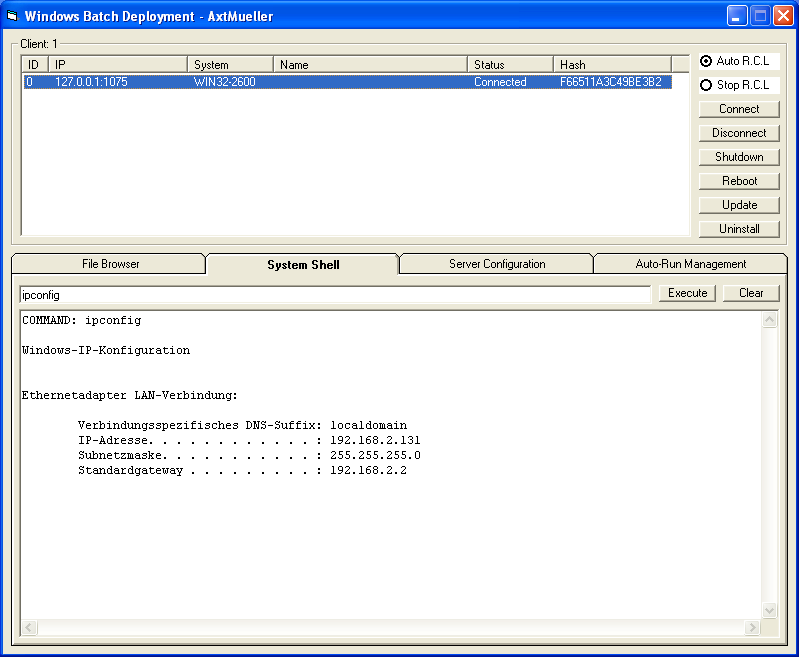 Windows Batch Deployment - AxtMueller
Client: 1
ID IP System Name Status Hash
0 127.0.0.1:1075 WIN32-2600 Connected F66511A3C49BE3B2
Auto R.C.L
Stop R.C.L
Connect
Disconnect
Shutdown
Reboot
Update
Uninstall
File Browser System Shell Server Configuration Auto-Run Management
ipconfig Execute Clear
COMMAND: ipconfig
Windows-IP-Konfiguration
Ethernetadapter LAN-Verbindung:
Verbindungsspezifisches DNS-Suffix: localdomain
IP-Adresse. . . . . . . . . . . . : 192.168.2.131
Subnetzmaske. . . . . . . . . . . : 255.255.255.0
Standardgateway . . . . . . . . . : 192.168.2.2